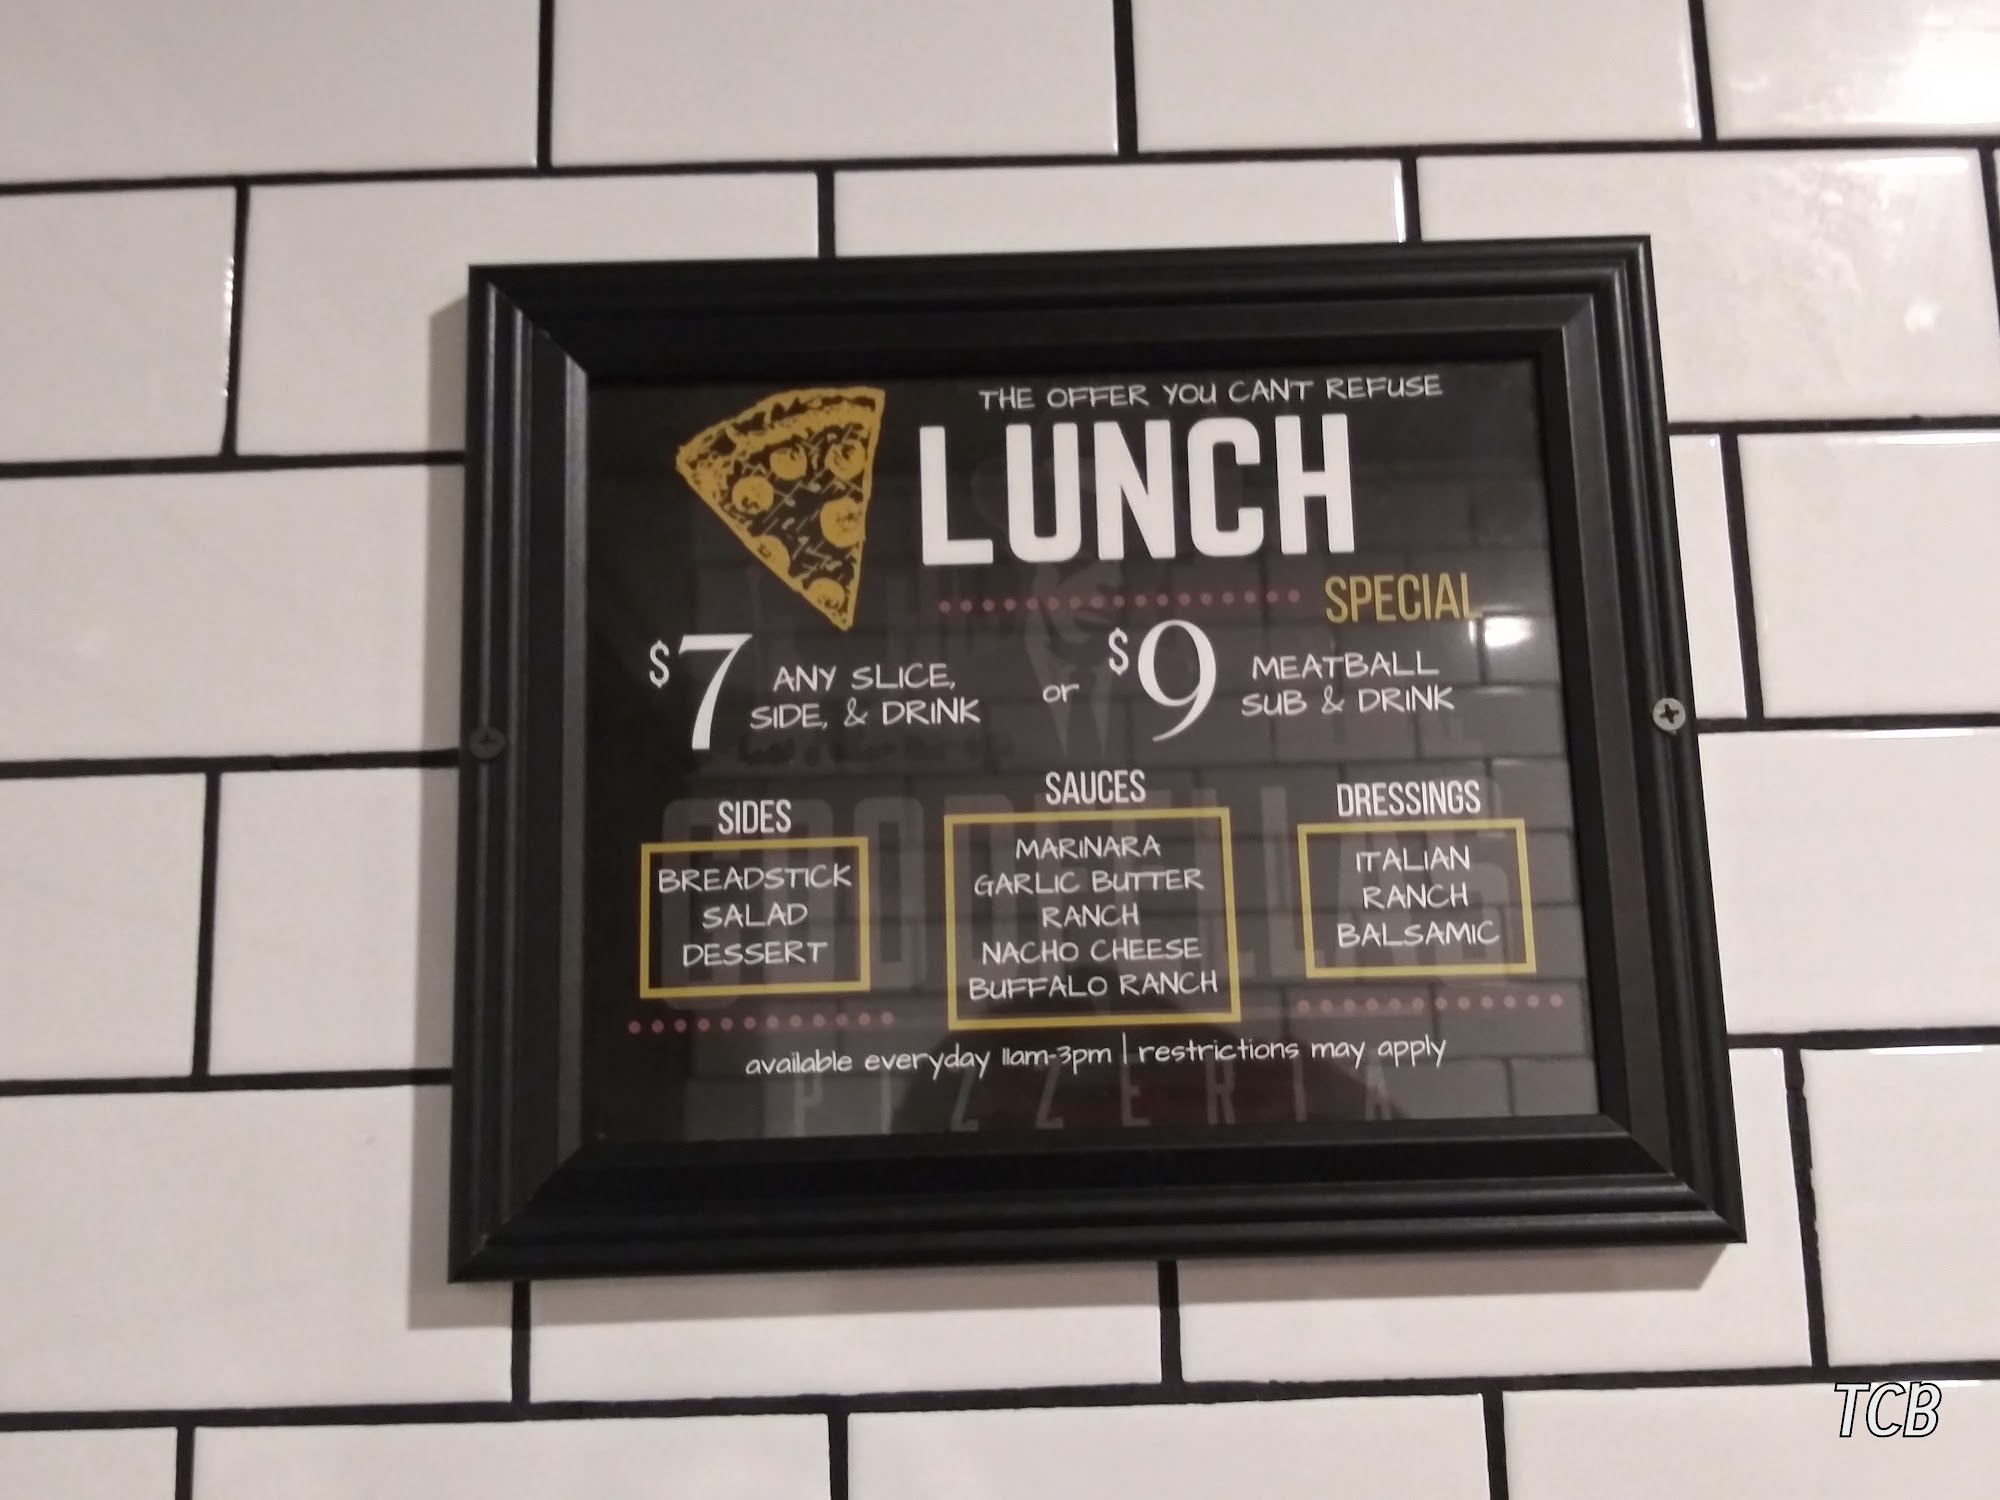 THE OFFER YOU CAN'T REFUSE
LUNCH
SPECIAL
$7 ANY SLICE,
SIDE, & DRINK
or
$9 MEATBALL
SUB & DRINK
SIDES
BREADSTICK
SALAD
DESSERT
SAUCES
MARINARA
GARLIC BUTTER
RANCH
NACHO CHEESE
BUFFALO RANCH
DRESSINGS
ITALIAN
RANCH
BALSAMIC
available everyday 11am-3pm | restrictions may apply
GOODFELLAS
PIZZERIA
TCB